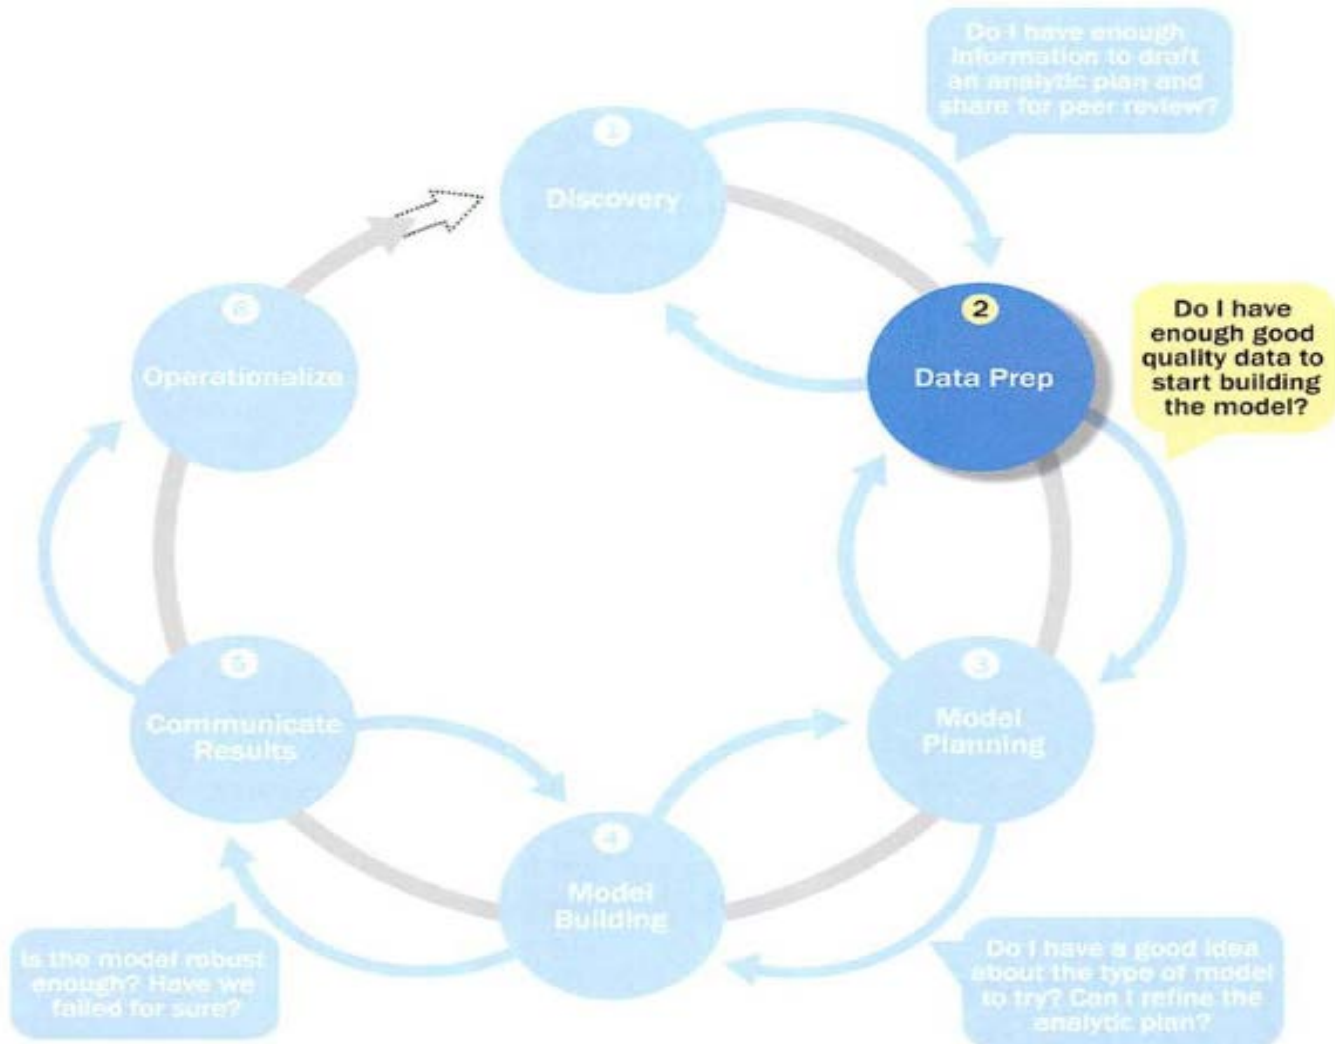 Do I have enough
information to draft
an analytic plan and
share for peer review?
1
Discovery
2
Data Prep
Do I have
enough good
quality data to
start building
the model?
6
Operationalize
3
Model
Planning
5
Communicate
Results
4
Model
Building
Is the model robust
enough? Have we
failed for sure?
Do I have a good idea
about the type of model
to try? Can I refine the
analytic plan?